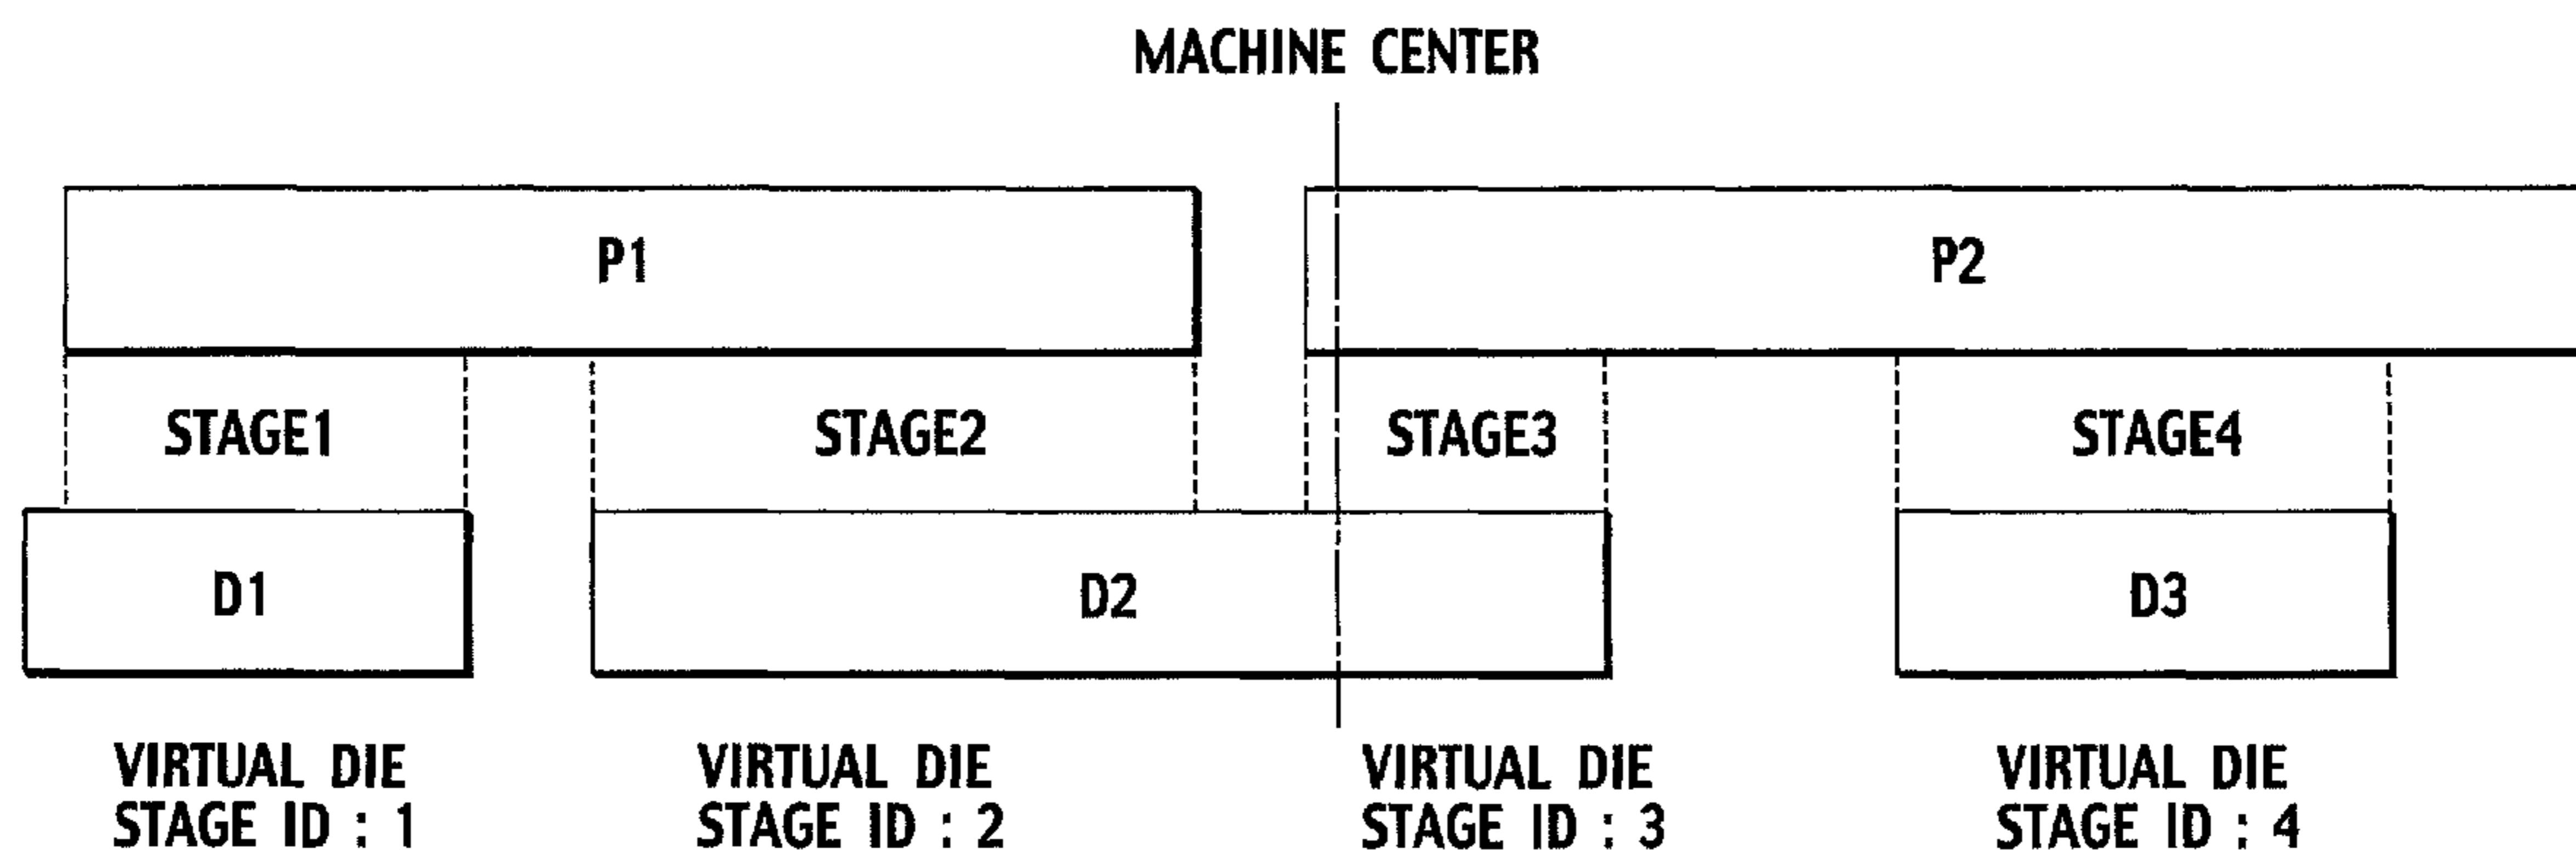 MACHINE CENTER
P1
P2
STAGE1
STAGE2
STAGE3
STAGE4
D1
D2
D3
VIRTUAL DIE
STAGE ID : 1
VIRTUAL DIE
STAGE ID : 2
VIRTUAL DIE
STAGE ID : 3
VIRTUAL DIE
STAGE ID : 4